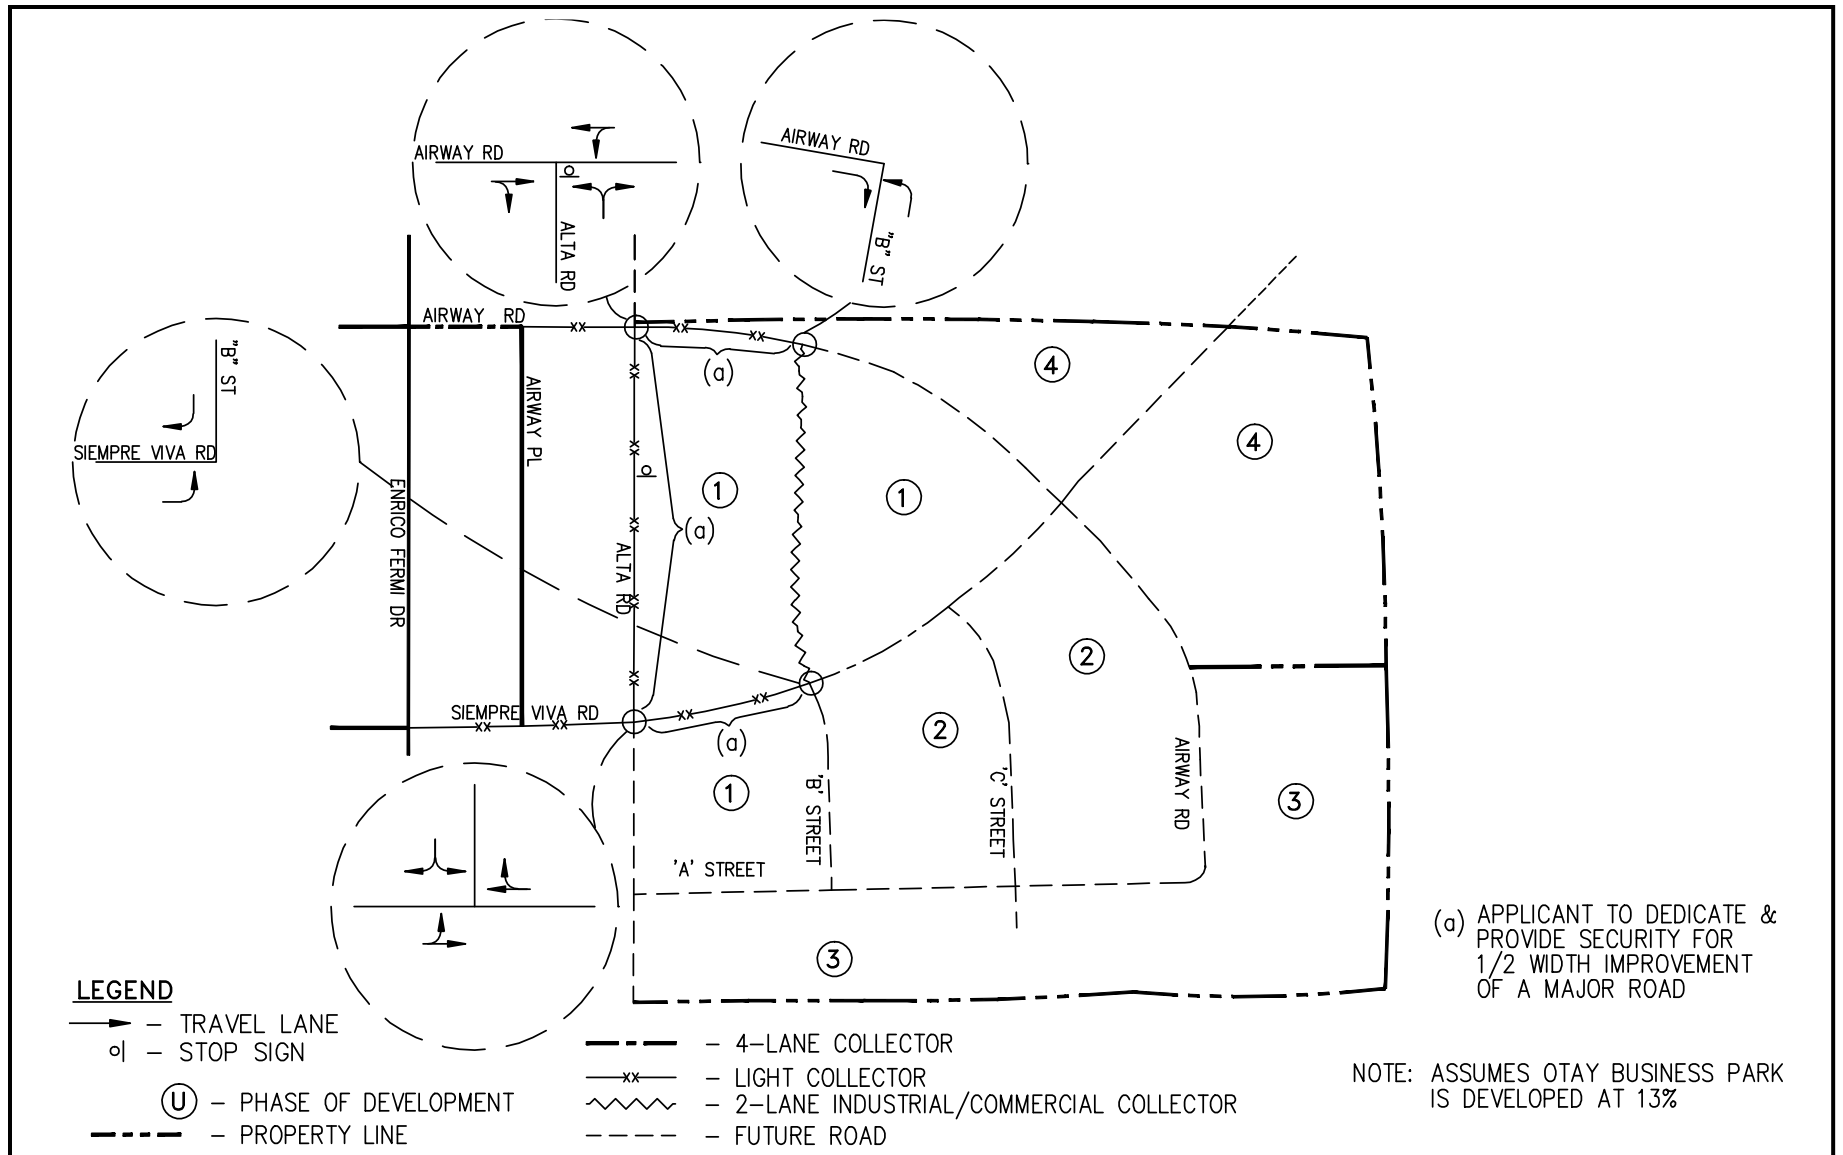 AIRWAY RD
ALTA RD
AIRWAY RD
"B" ST
AIRWAY RD
"B" ST
SIEMPRE VIVA RD
ENRICO FERMI DR
AIRWAY PL
ALTA RD
SIEMPRE VIVA RD
(a)
(a)
(a)
1
1
1
2
2
3
3
4
4
'A' STREET
'B' STREET
'C' STREET
AIRWAY RD
(a) APPLICANT TO DEDICATE &
PROVIDE SECURITY FOR
1/2 WIDTH IMPROVEMENT
OF A MAJOR ROAD
LEGEND
– TRAVEL LANE
– STOP SIGN
U – PHASE OF DEVELOPMENT
– PROPERTY LINE
– 4–LANE COLLECTOR
– LIGHT COLLECTOR
– 2–LANE INDUSTRIAL/COMMERCIAL COLLECTOR
– FUTURE ROAD
NOTE: ASSUMES OTAY BUSINESS PARK
IS DEVELOPED AT 13%